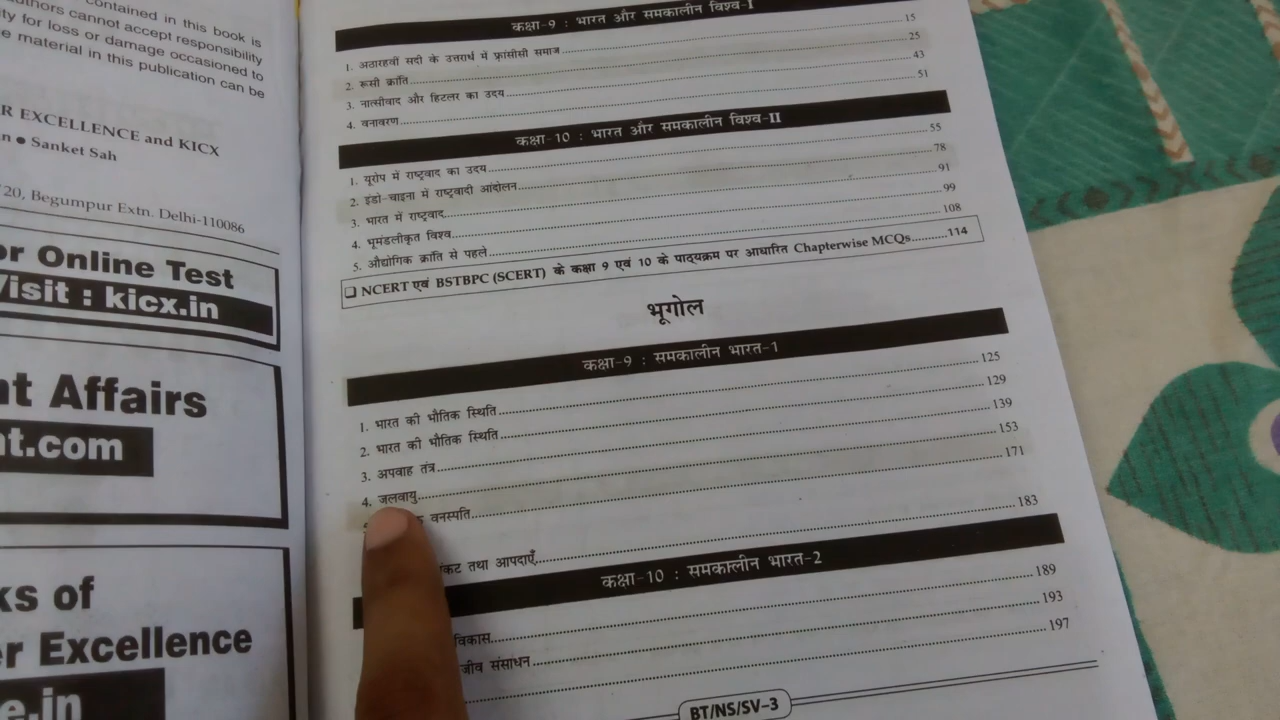 contained in this book is
authors cannot accept responsibility
ty for loss or damage occasioned to
e material in this publication can be
R EXCELLENCE and KICX
n ● Sanket Sah
20, Begumpur Extn. Delhi-110086
or Online Test
Visit : kicx.in
nt Affairs
t.com
ks of
er Excellence
e.in
कक्षा-9 : भारत और समकालीन विश्व-I
1. अठारहवीं सदी के उत्तरार्ध में फ्रांसीसी समाज 15
2. रूसी क्रांति 25
3. नात्सीवाद और हिटलर का उदय 43
4. वनावरण 51
कक्षा-10 : भारत और समकालीन विश्व-II
1. यूरोप में राष्ट्रवाद का उदय 55
2. इंडो-चाइना में राष्ट्रवादी आंदोलन 78
3. भारत में राष्ट्रवाद 91
4. भूमंडलीकृत विश्व 99
5. औद्योगिक क्रांति से पहले 108
❑ NCERT एवं BSTBPC (SCERT) के कक्षा 9 एवं 10 के पाठ्यक्रम पर आधारित Chapterwise MCQs 114
भूगोल
कक्षा-9 : समकालीन भारत-1
1. भारत की भौतिक स्थिति 125
2. भारत की भौतिक स्थिति 129
3. अपवाह तंत्र 139
4. जलवायु 153
वनस्पति 171
तथा आपदाएँ 183
कक्षा-10 : समकालीन भारत-2
विकास 189
जीव संसाधन 193
197
BT/NS/SV-3